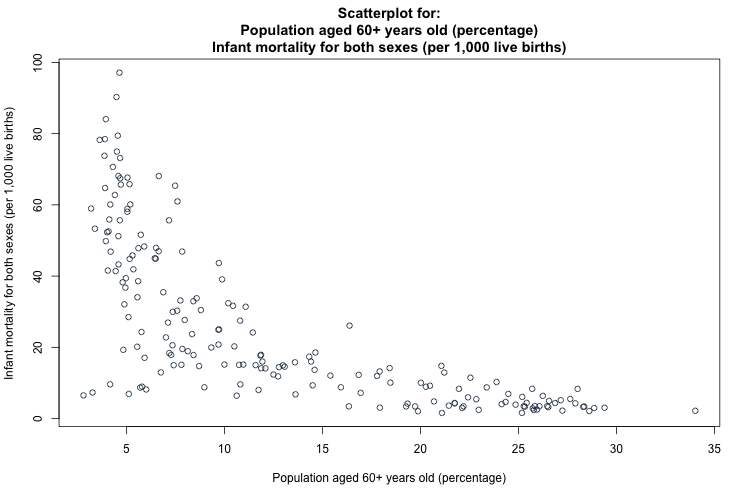 Scatterplot for:
Population aged 60+ years old (percentage)
Infant mortality for both sexes (per 1,000 live births)
Infant mortality for both sexes (per 1,000 live births)
100
80
60
40
20
0
5 10 15 20 25 30 35
Population aged 60+ years old (percentage)